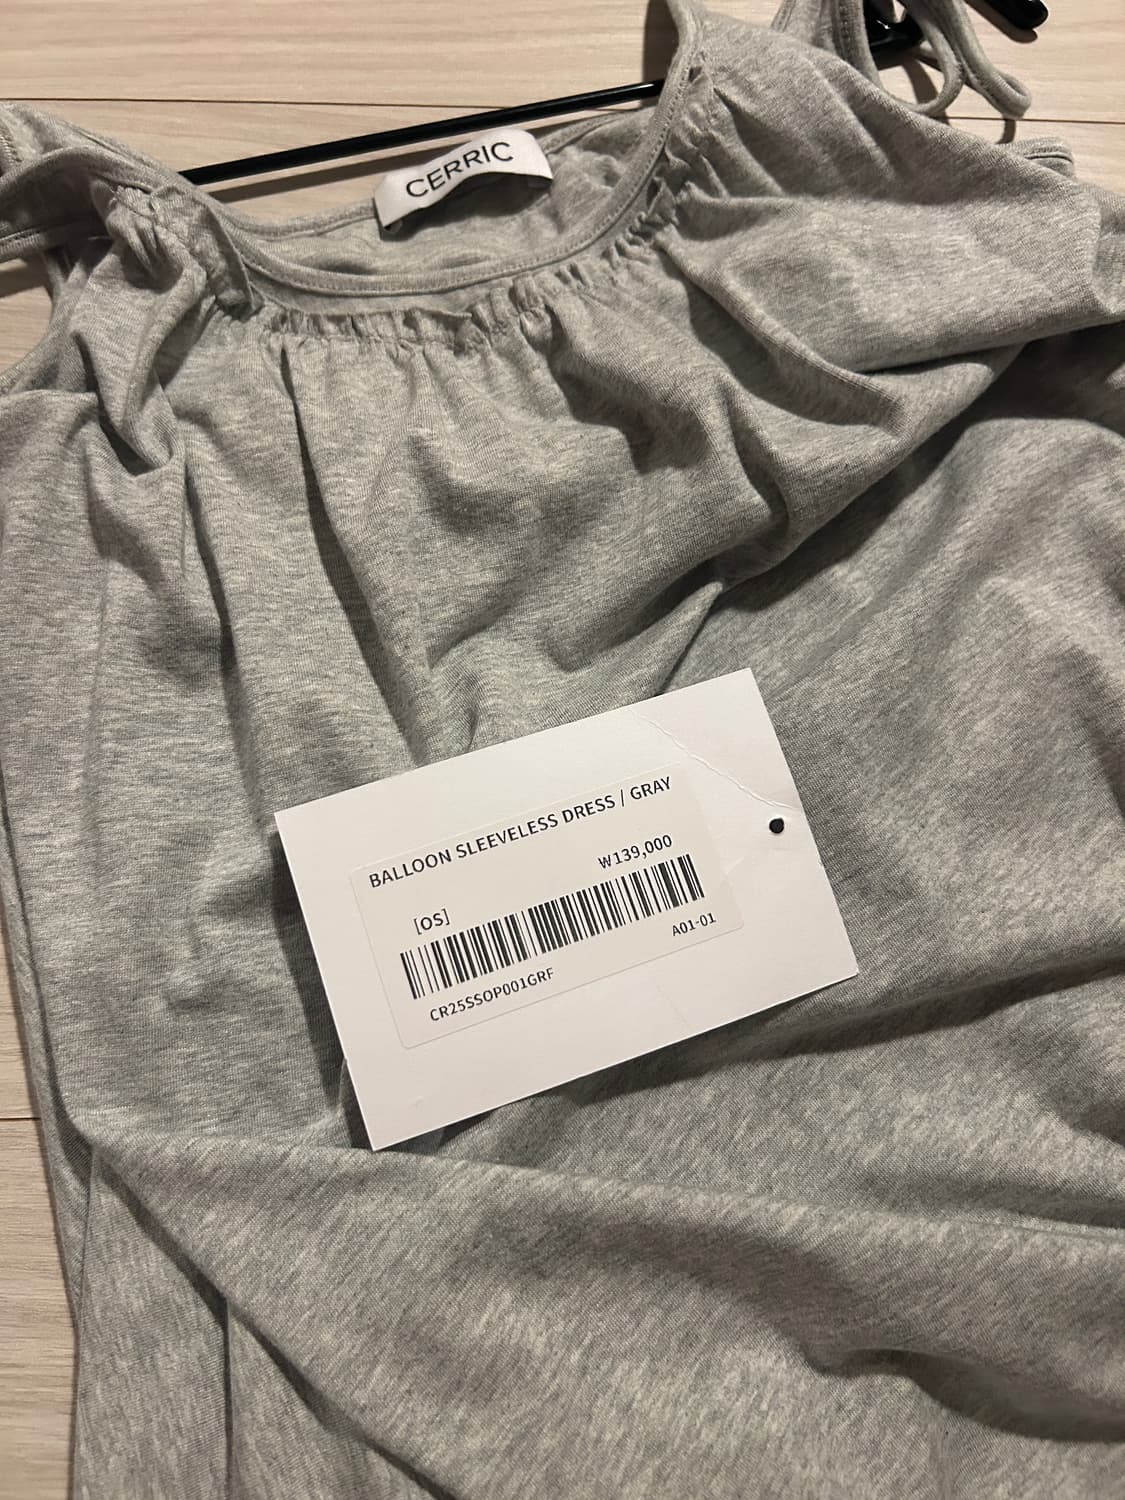 CERRIC
BALLOON SLEEVELESS DRESS / GRAY
₩139,000
[OS]
A01-01
CR25SSOP001GRF